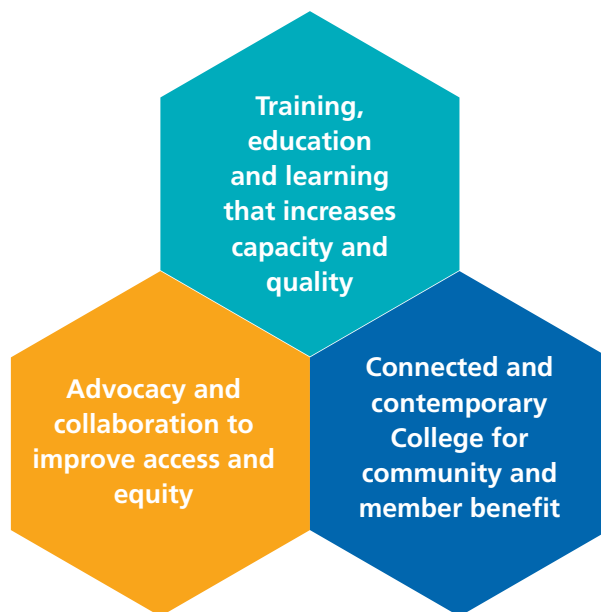 Training,
education
and learning
that increases
capacity and
quality
Advocacy and
collaboration to
improve access and
equity
Connected and
contemporary
College for
community and
member benefit